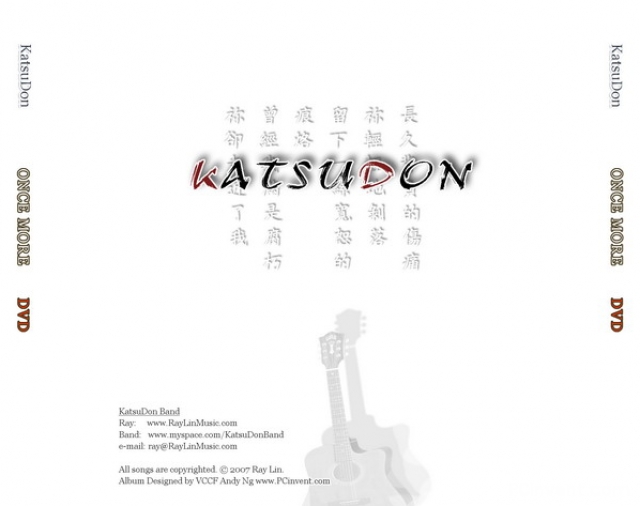 KatsuDon ONCE MORE DVD
長久的傷痛
祢剝落
留下寬恕的
痕
曾經是腐朽
祢卻了我
KATSUDON
KatsuDon Band
Ray: www.RayLinMusic.com
Band: www.myspace.com/KatsuDonBand
e-mail: ray@RayLinMusic.com
All songs are copyrighted. © 2007 Ray Lin.
Album Designed by VCCF Andy Ng www.PCinvent.com
KatsuDon ONCE MORE DVD